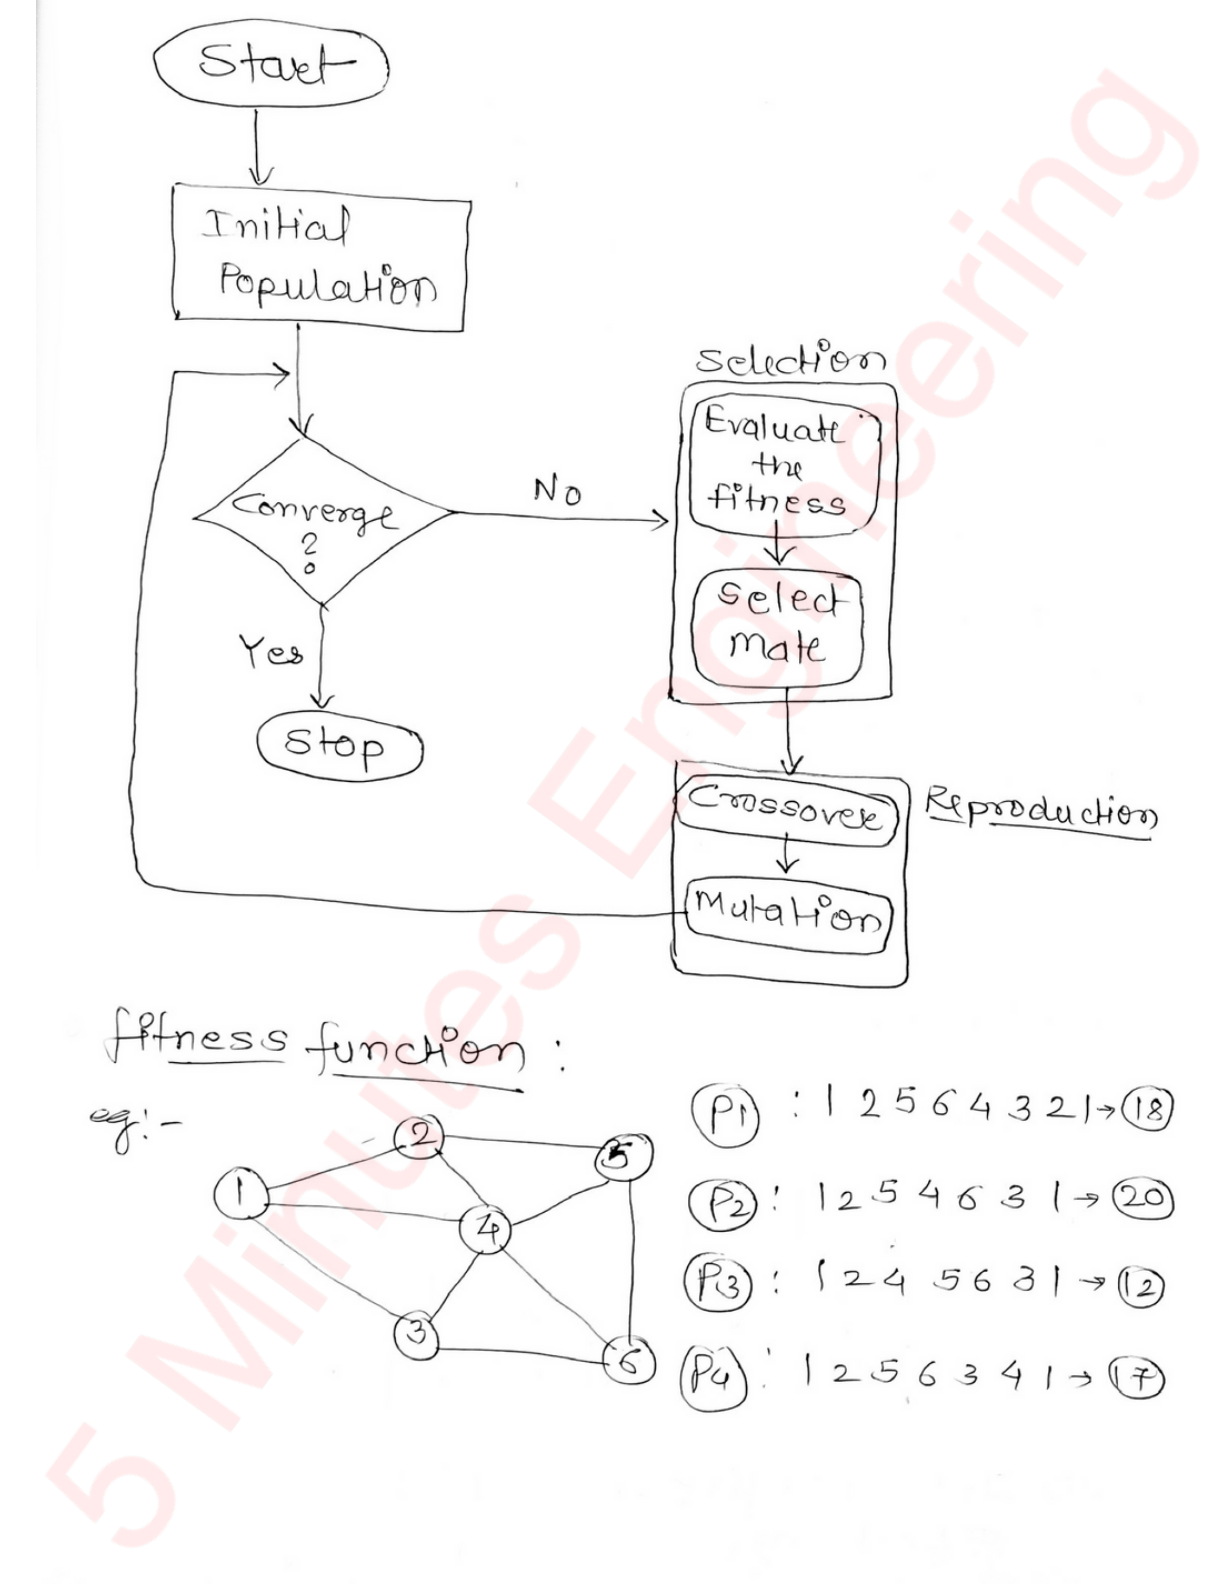 Start
Initial
Population
Selection
Evaluate
the
fitness
No
Converge
?
Select
Mate
Yes
Stop
Crossover
Reproduction
Mutation
fitness function :
eg:-
P1 : 1 2 5 6 4 3 2 1 → 18
P2 : 1 2 5 4 6 3 1 → 20
P3 : 1 2 4 5 6 3 1 → 12
P4 : 1 2 5 6 3 4 1 → 17
2
5
1
4
3
6
5 Minutes Engineering